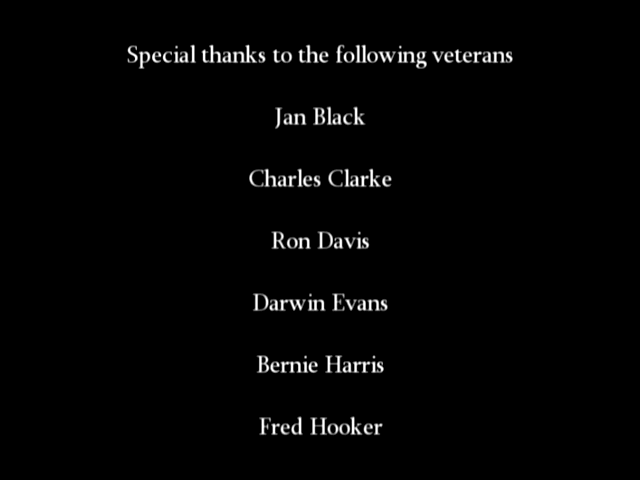 Special thanks to the following veterans
Jan Black
Charles Clarke
Ron Davis
Darwin Evans
Bernie Harris
Fred Hooker